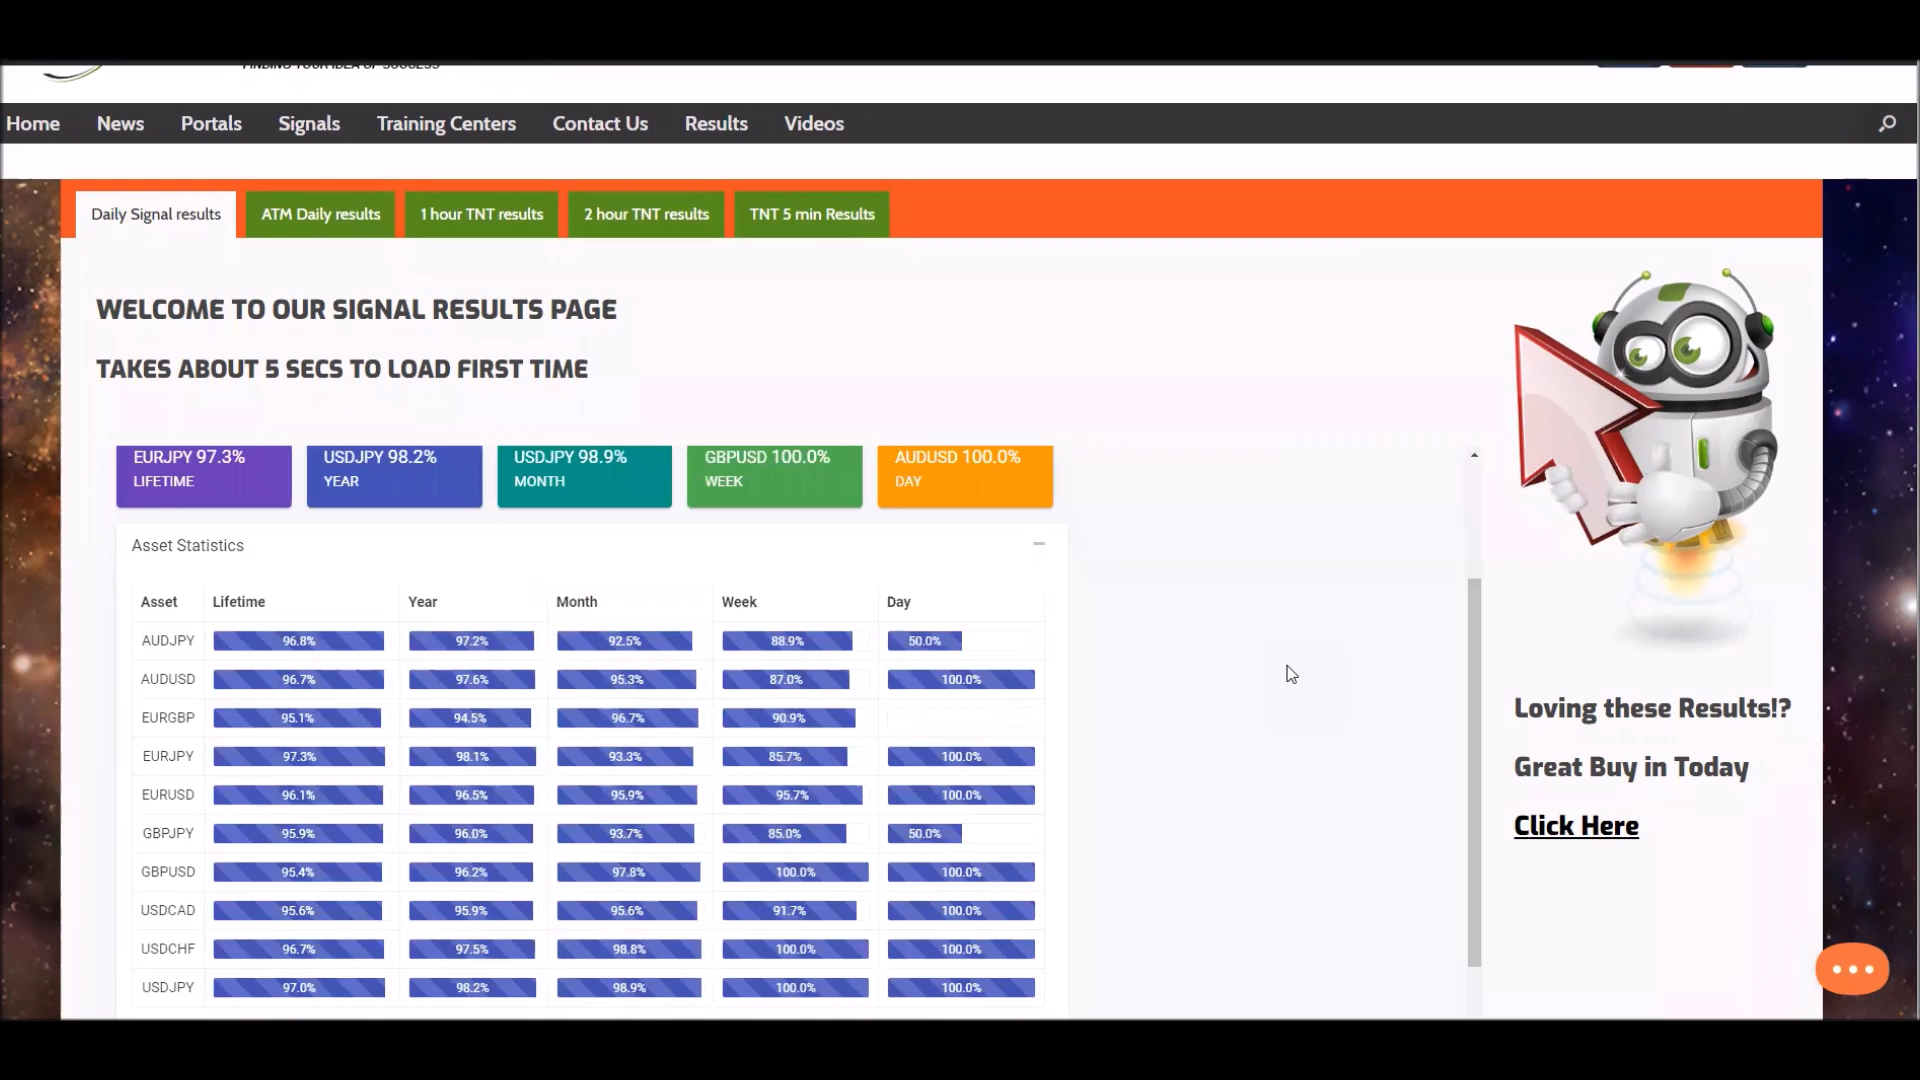 FINDING YOUR IDEA OF SUCCESS
Home News Portals Signals Training Centers Contact Us Results Videos
Daily Signal results ATM Daily results 1 hour TNT results 2 hour TNT results TNT 5 min Results
WELCOME TO OUR SIGNAL RESULTS PAGE
TAKES ABOUT 5 SECS TO LOAD FIRST TIME
EURJPY 97.3% USDJPY 98.2% USDJPY 98.9% GBPUSD 100.0% AUDUSD 100.0%
LIFETIME YEAR MONTH WEEK DAY
Asset Statistics
Asset Lifetime Year Month Week Day
AUDJPY 96.8% 97.2% 92.5% 88.9% 50.0%
AUDUSD 96.7% 97.6% 95.3% 87.0% 100.0%
EURGBP 95.1% 94.5% 96.7% 90.9%
EURJPY 97.3% 98.1% 93.3% 85.7% 100.0%
EURUSD 96.1% 96.5% 95.9% 95.7% 100.0%
GBPJPY 95.9% 96.0% 93.7% 85.0% 50.0%
GBPUSD 95.4% 96.2% 97.8% 100.0% 100.0%
USDCAD 95.6% 95.9% 95.6% 91.7% 100.0%
USDCHF 96.7% 97.5% 98.8% 100.0% 100.0%
USDJPY 97.0% 98.2% 98.9% 100.0% 100.0%
Loving these Results!?
Great Buy in Today
Click Here